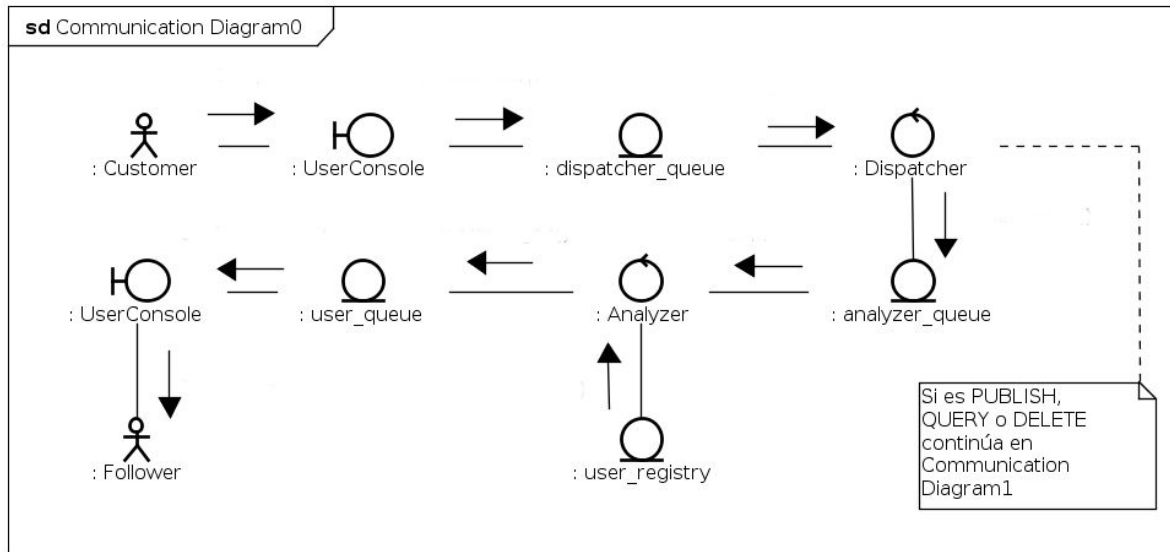 sd Communication Diagram0
: Customer
: UserConsole
: dispatcher_queue
: Dispatcher
: UserConsole
: user_queue
: Analyzer
: analyzer_queue
: Follower
: user_registry
Si es PUBLISH,
QUERY o DELETE
continúa en
Communication
Diagram1